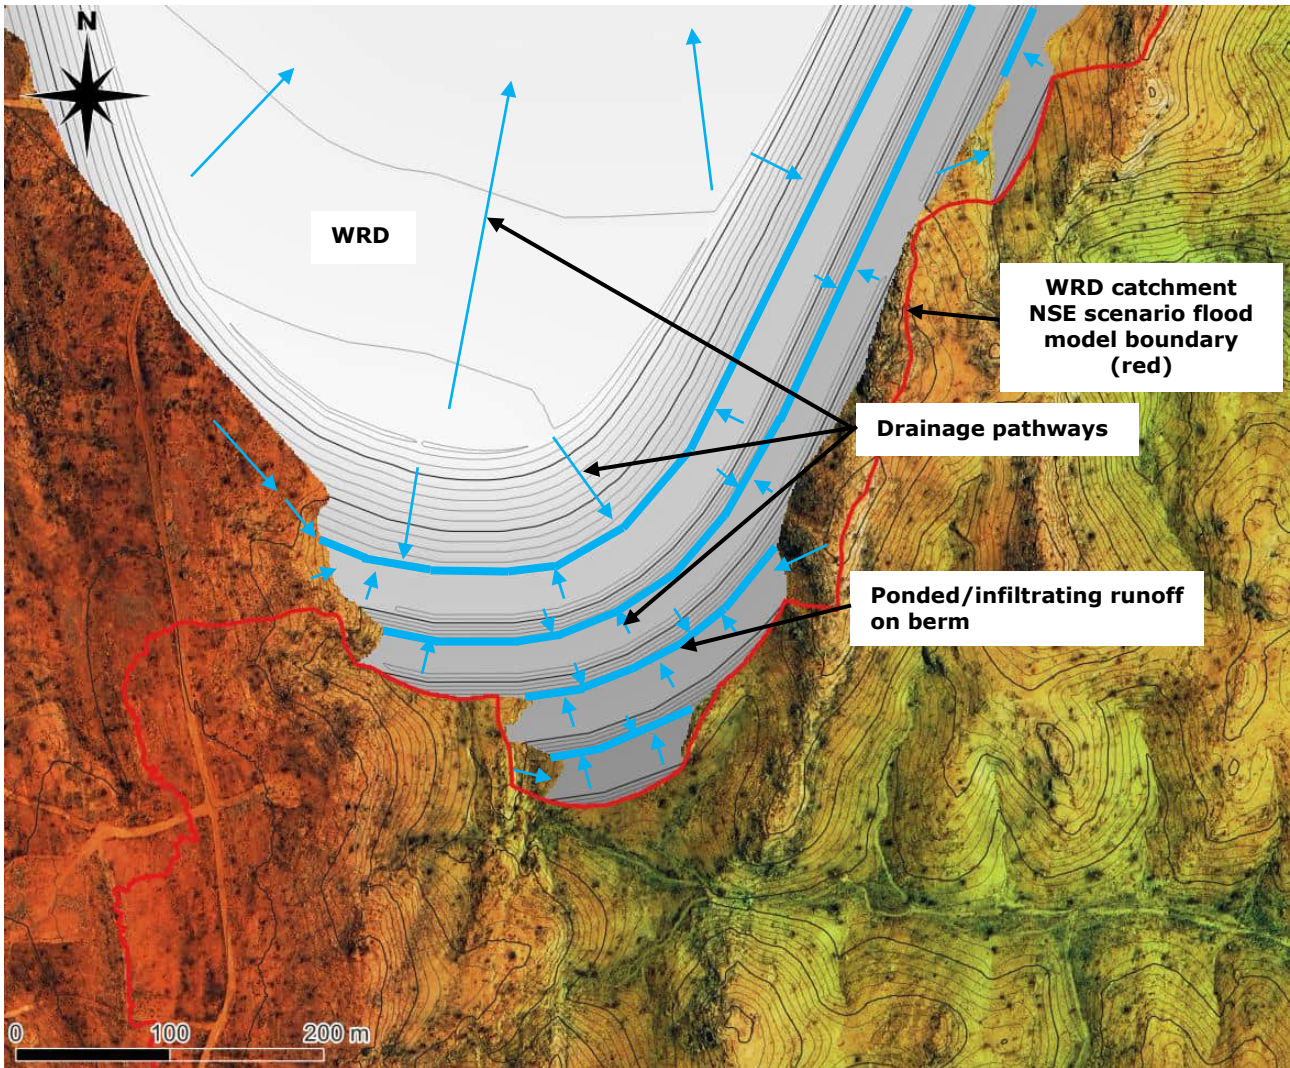 N
WRD
WRD catchment
NSE scenario flood
model boundary
(red)
Drainage pathways
Ponded/infiltrating runoff
on berm
0 100 200 m